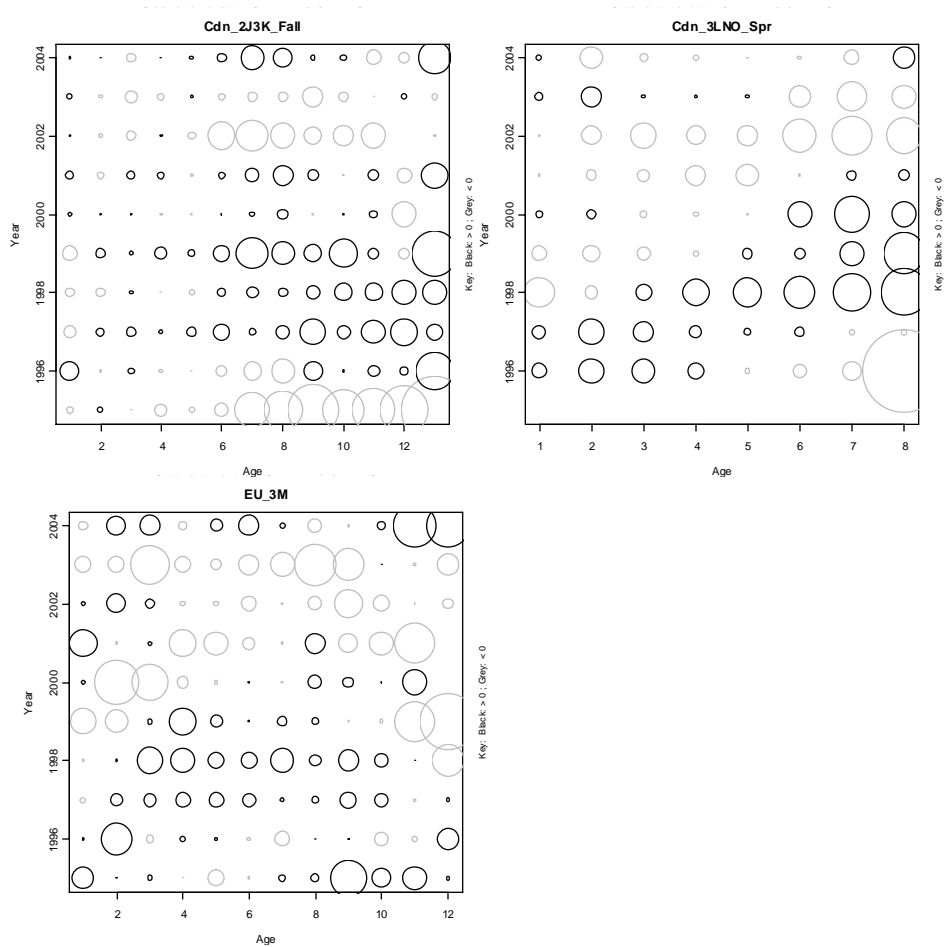 Cdn_2J3K_Fall
Year
2004
2002
2000
1998
1996
2 4 6 8 10 12
Age
Key: Black: > 0 ; Grey: < 0
Cdn_3LNO_Spr
Year
2004
2002
2000
1998
1996
1 2 3 4 5 6 7 8
Age
Key: Black: > 0 ; Grey: < 0
EU_3M
Year
2004
2002
2000
1998
1996
2 4 6 8 10 12
Age
Key: Black: > 0 ; Grey: < 0